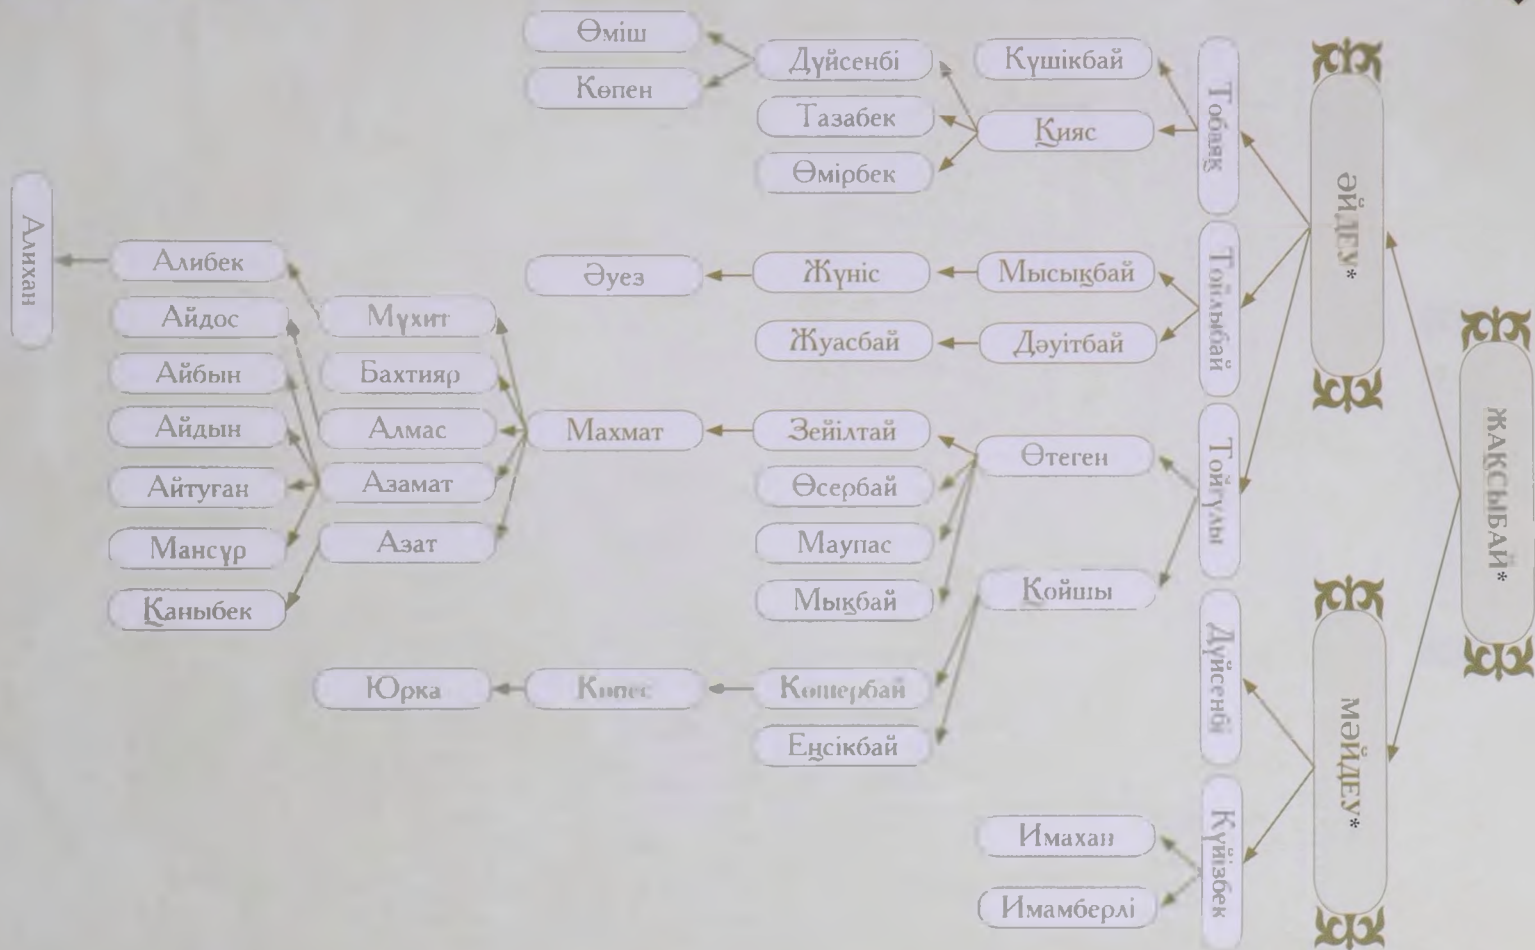 ЖАҚСЫБАЙ*
ӘЙДЕУ*
МӘЙДЕУ*
Тобаяқ
Тойлыбай
Тойғұлы
Дүйсенбі
Күйізбек
Күшікбай
Қияс
Мысықбай
Дәуітбай
Өтеген
Қойшы
Имахан
Имамберлі
Дүйсенбі
Тазабек
Өмірбек
Жүніс
Жуасбай
Зейілтай
Өсербай
Маупас
Мықбай
Көшербай
Еңсікбай
Өміш
Көпен
Әуез
Махмат
Көпес
Мұхит
Бахтияр
Алмас
Азамат
Азат
Юрка
Алибек
Айдос
Айбын
Айдын
Айтуған
Мансұр
Қаныбек
Алихан